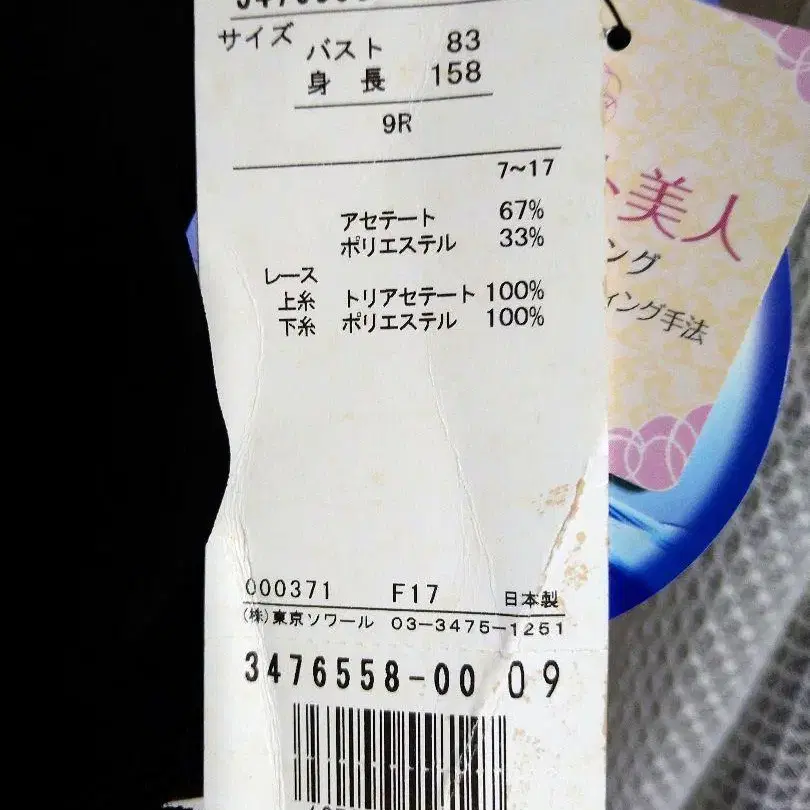 サイズ
バスト 83
身長 158
9R
7~17
アセテート 67%
ポリエステル 33%
レース
上糸 トリアセテート 100%
下糸 ポリエステル 100%
000371 F17 日本製
(株)東京ソワール 03-3475-1251
3476558-00 09
美人
ング
ィング手法